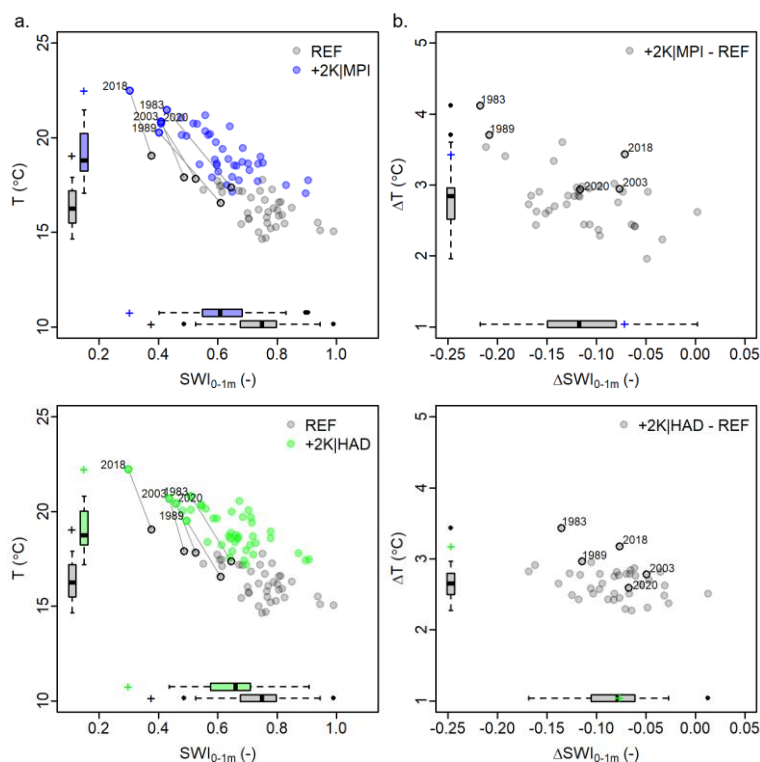 a.
b.
25
20
15
10
T (°C)
REF
+2K|MPI
2018
1983
2003
2020
1989
0.2 0.4 0.6 0.8 1.0
SWI0-1m (-)
5
4
3
2
1
ΔT (°C)
+2K|MPI - REF
1983
1989
2018
2020
2003
-0.25 -0.20 -0.15 -0.10 -0.05 0.00
ΔSWI0-1m (-)
25
20
15
10
T (°C)
REF
+2K|HAD
2018
2003
1983
2020
1989
0.2 0.4 0.6 0.8 1.0
SWI0-1m (-)
5
4
3
2
1
ΔT (°C)
+2K|HAD - REF
1983
2018
1989
2003
2020
-0.25 -0.20 -0.15 -0.10 -0.05 0.00
ΔSWI0-1m (-)